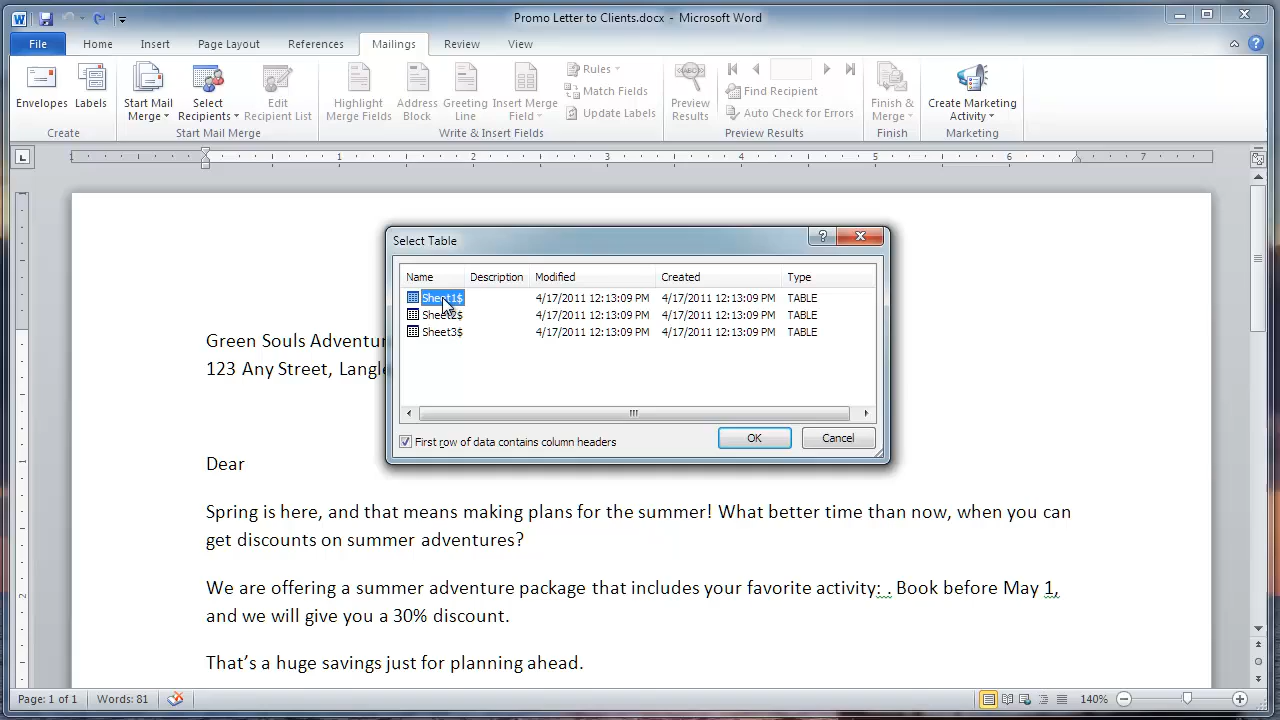 Promo Letter to Clients.docx - Microsoft Word
File Home Insert Page Layout References Mailings Review View
Envelopes Labels Start Mail Merge Select Recipients Edit Recipient List Highlight Merge Fields Address Block Greeting Line Insert Merge Field Rules Match Fields Update Labels Preview Results Find Recipient Auto Check for Errors Finish & Merge Create Marketing Activity
Create Start Mail Merge Write & Insert Fields Preview Results Finish Marketing
1 1 2 3 4 5 6 7
Select Table
Name Description Modified Created Type
Sheet1$ 4/17/2011 12:13:09 PM 4/17/2011 12:13:09 PM TABLE
Sheet2$ 4/17/2011 12:13:09 PM 4/17/2011 12:13:09 PM TABLE
Sheet3$ 4/17/2011 12:13:09 PM 4/17/2011 12:13:09 PM TABLE
First row of data contains column headers OK Cancel
Green Souls
123 Any Street,
Dear
Spring is here, and that means making plans for the summer! What better time than now, when you can
get discounts on summer adventures?
We are offering a summer adventure package that includes your favorite activity: . Book before May 1,
and we will give you a 30% discount.
That's a huge savings just for planning ahead.
1
2
Page: 1 of 1 Words: 81 140%